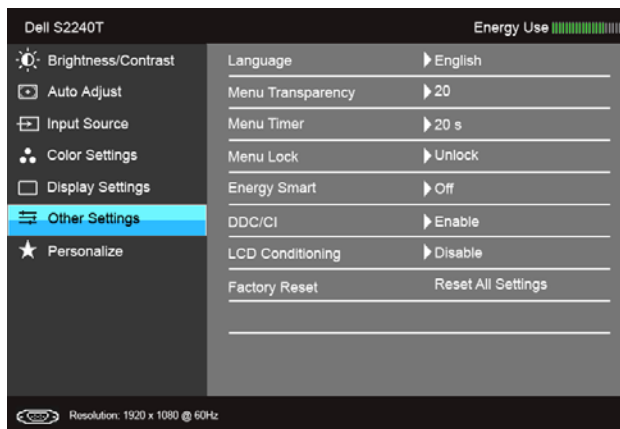 Dell S2240T Energy Use
Brightness/Contrast
Auto Adjust
Input Source
Color Settings
Display Settings
Other Settings
Personalize
Language English
Menu Transparency 20
Menu Timer 20 s
Menu Lock Unlock
Energy Smart Off
DDC/CI Enable
LCD Conditioning Disable
Factory Reset Reset All Settings
Resolution: 1920 x 1080 @ 60Hz